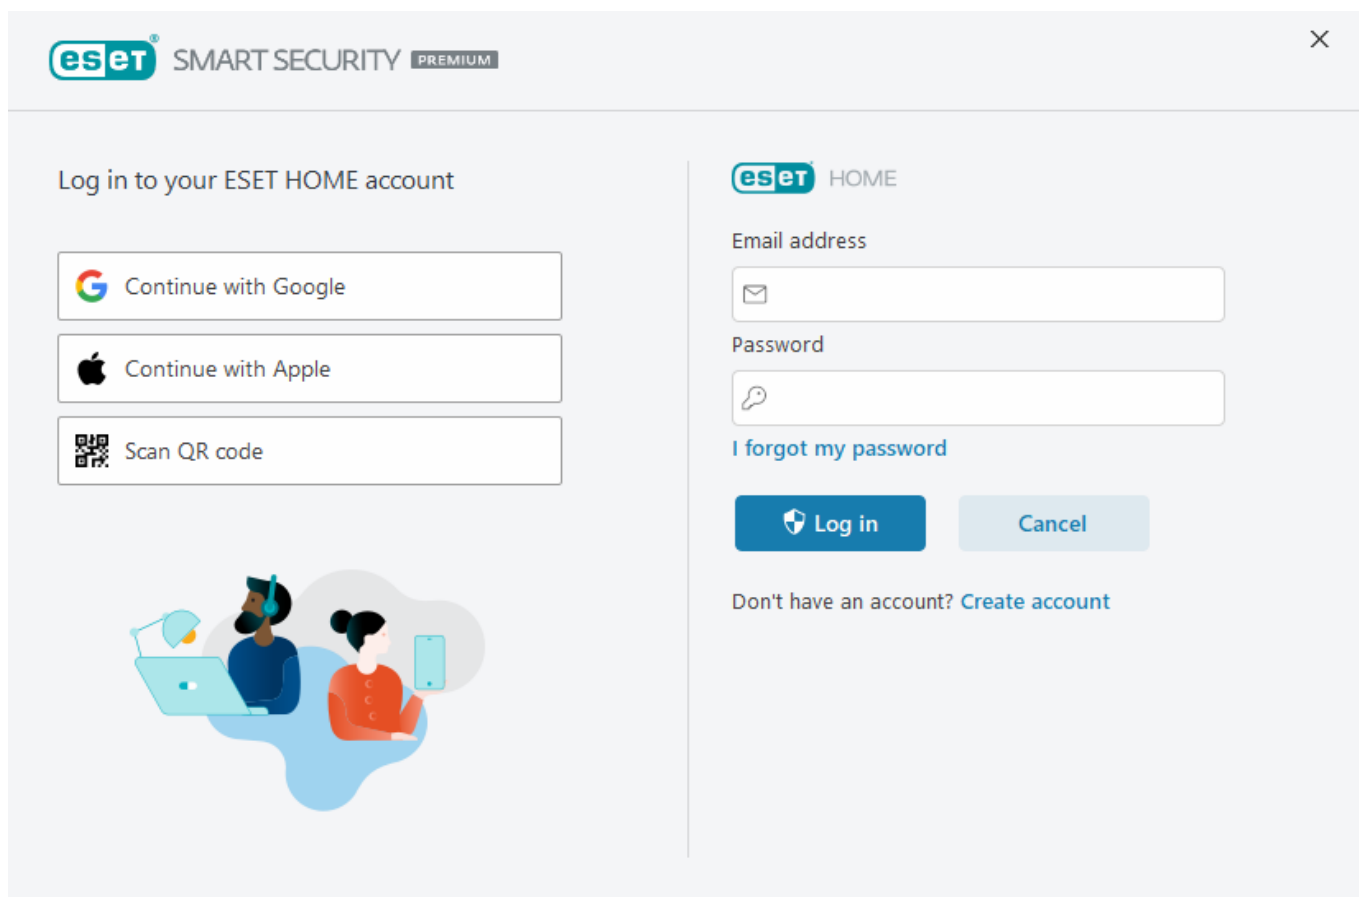 eseT® SMART SECURITY PREMIUM
Log in to your ESET HOME account
Continue with Google
Continue with Apple
Scan QR code
eseT HOME
Email address
Password
I forgot my password
Log in
Cancel
Don't have an account? Create account